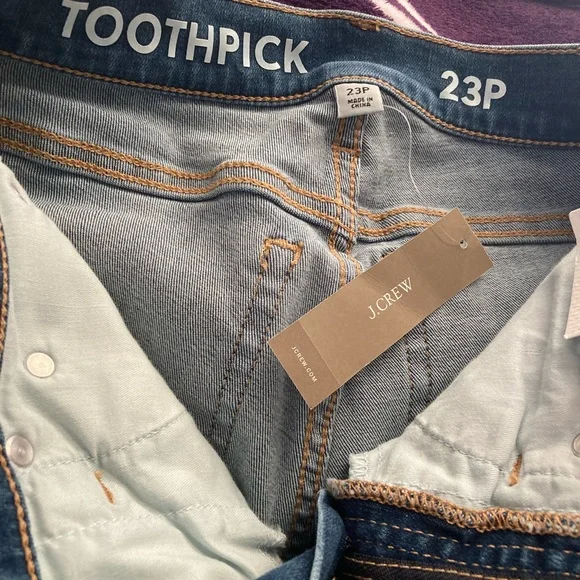 TOOTHPICK
23P
23P
MADE IN
CHINA
J.CREW
JCREW.COM